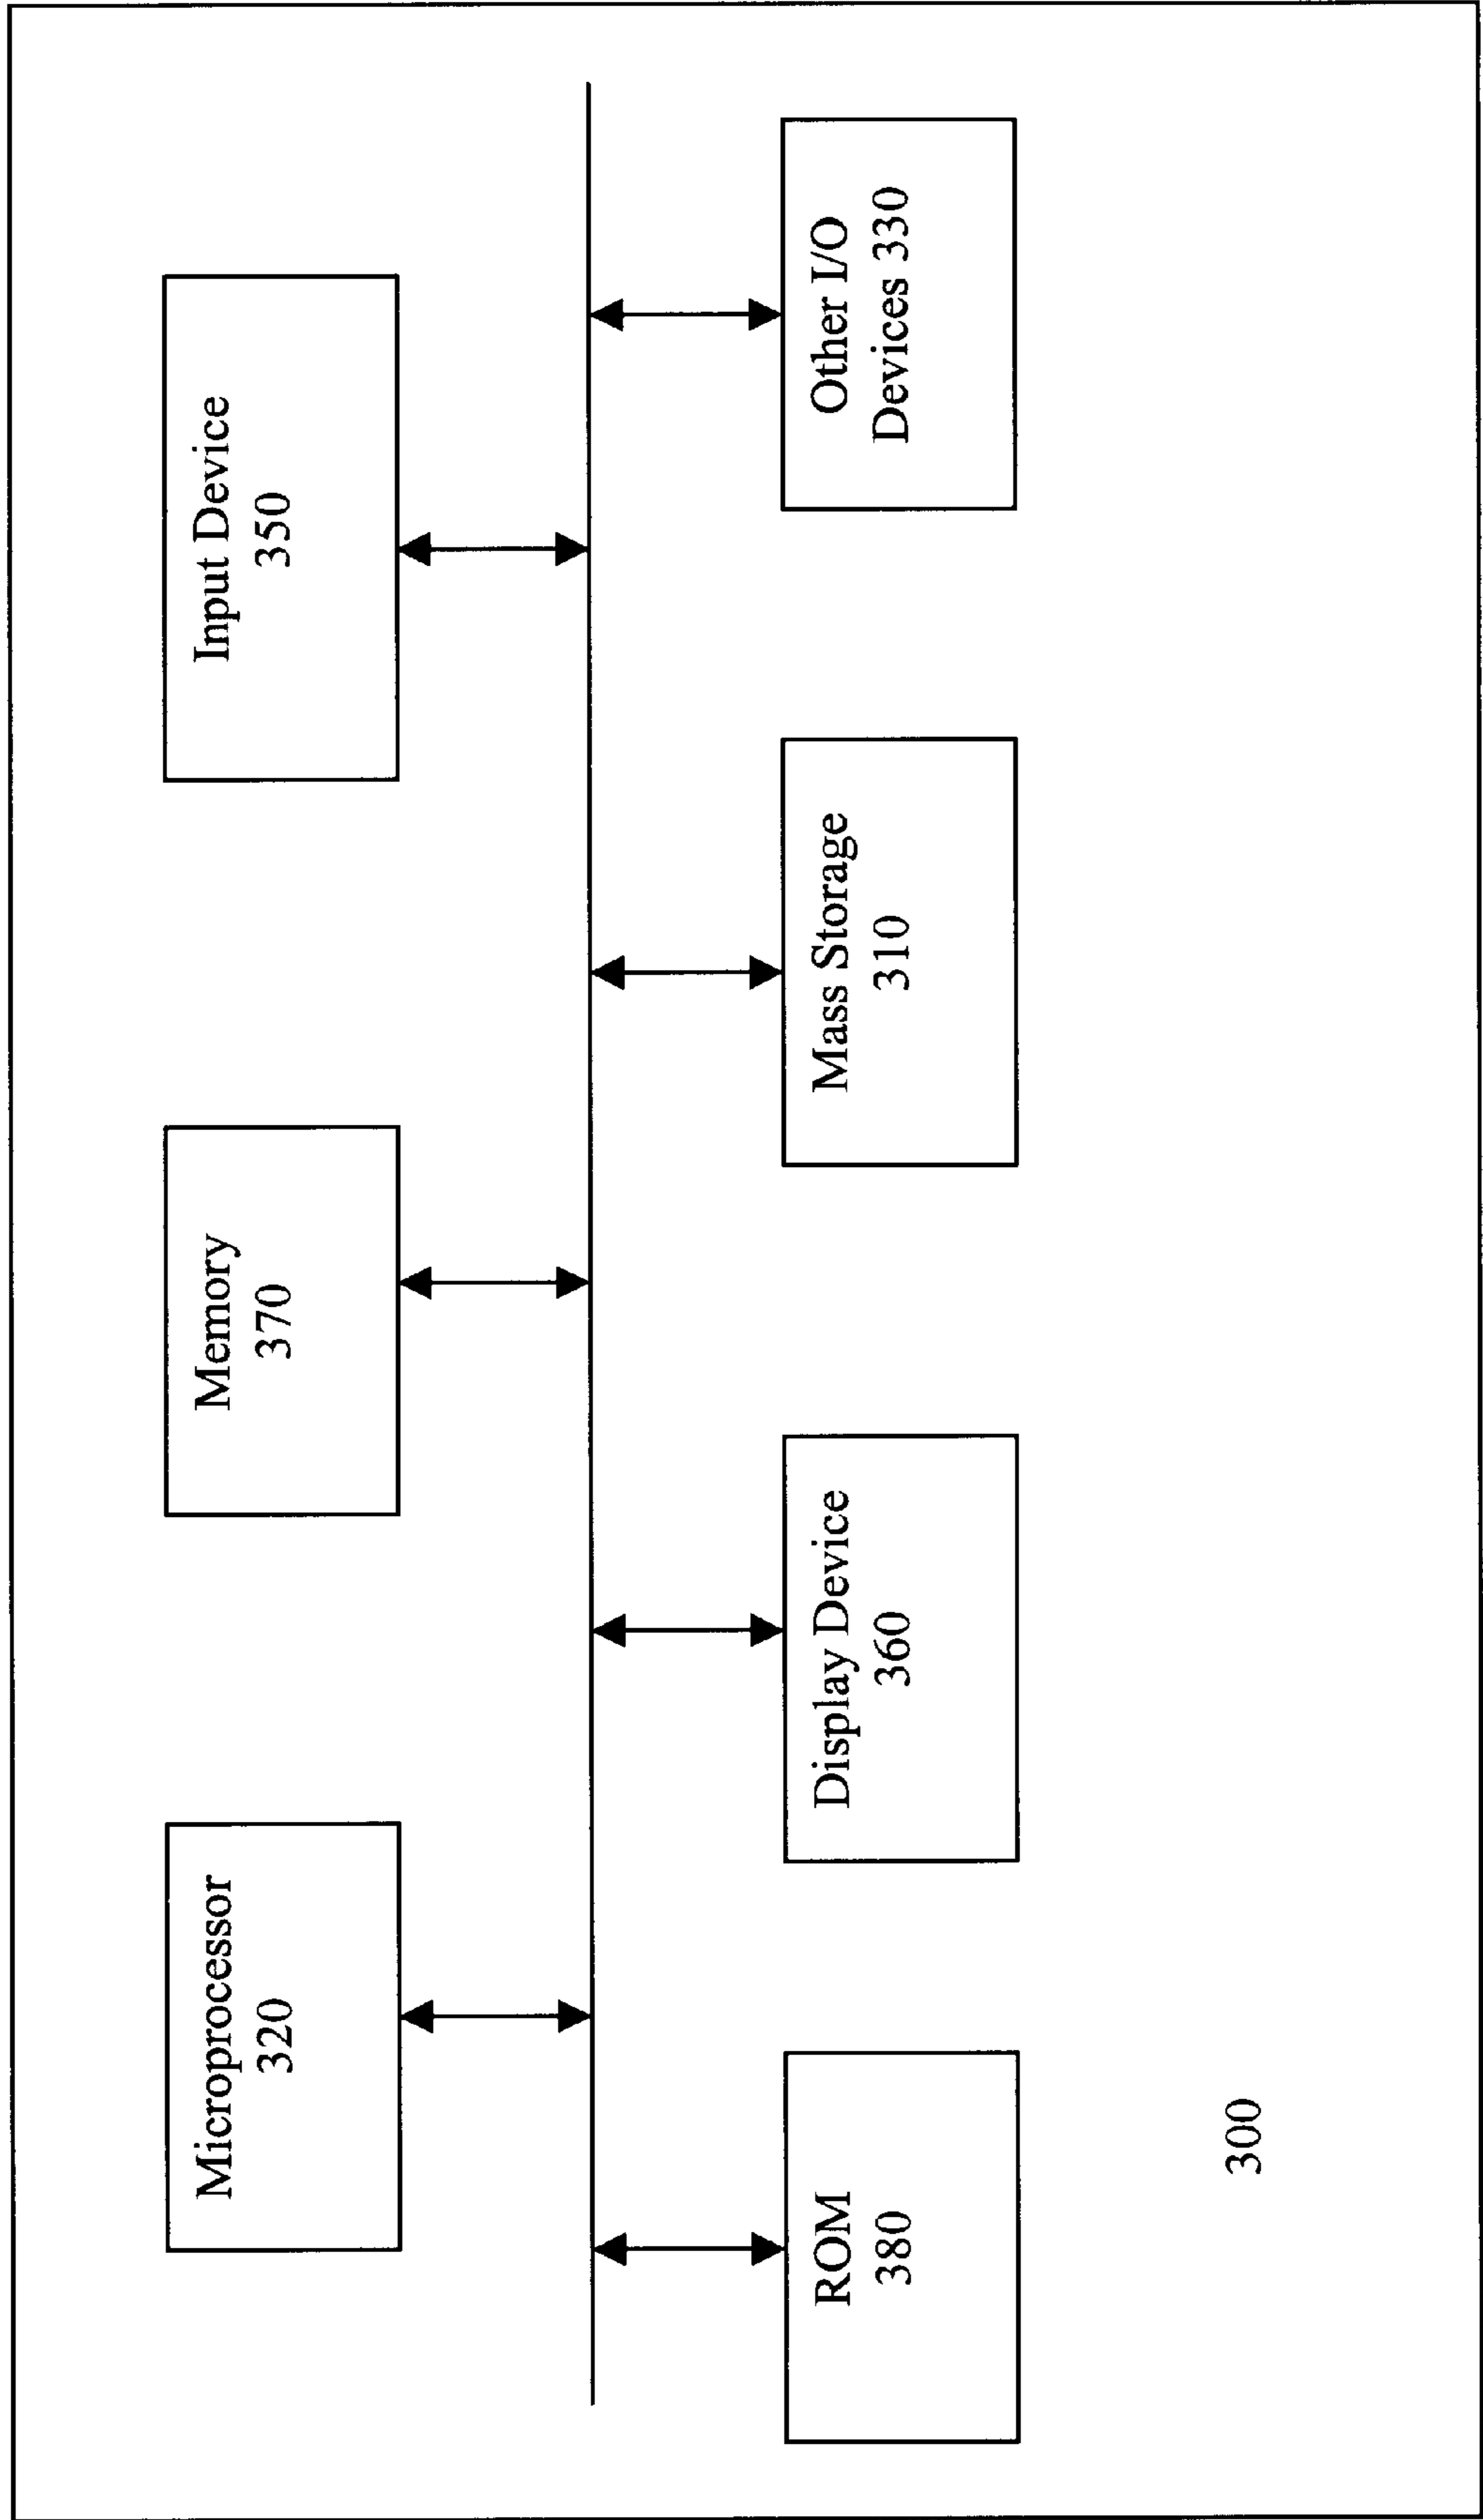 Microprocessor
320
Memory
370
Input Device
350
ROM
380
Display Device
360
Mass Storage
310
Other I/O
Devices 330
300